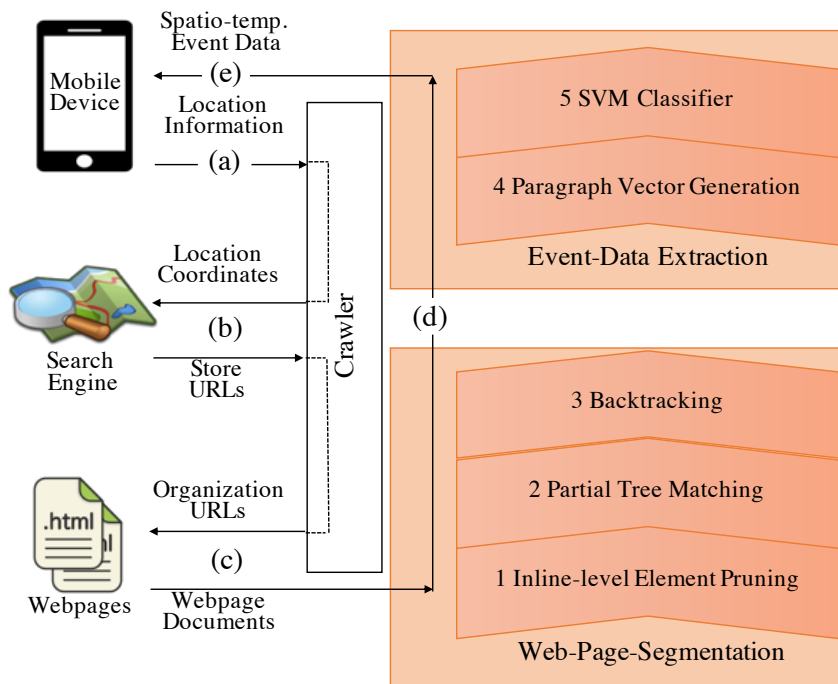 Spatio-temp.
Event Data
(e)
Mobile
Device
Location
Information
(a)
Location
Coordinates
(b)
Search
Engine
Store
URLs
Crawler
(d)
Organization
URLs
.html
ml
(c)
Webpages
Webpage
Documents
5 SVM Classifier
4 Paragraph Vector Generation
Event-Data Extraction
3 Backtracking
2 Partial Tree Matching
1 Inline-level Element Pruning
Web-Page-Segmentation